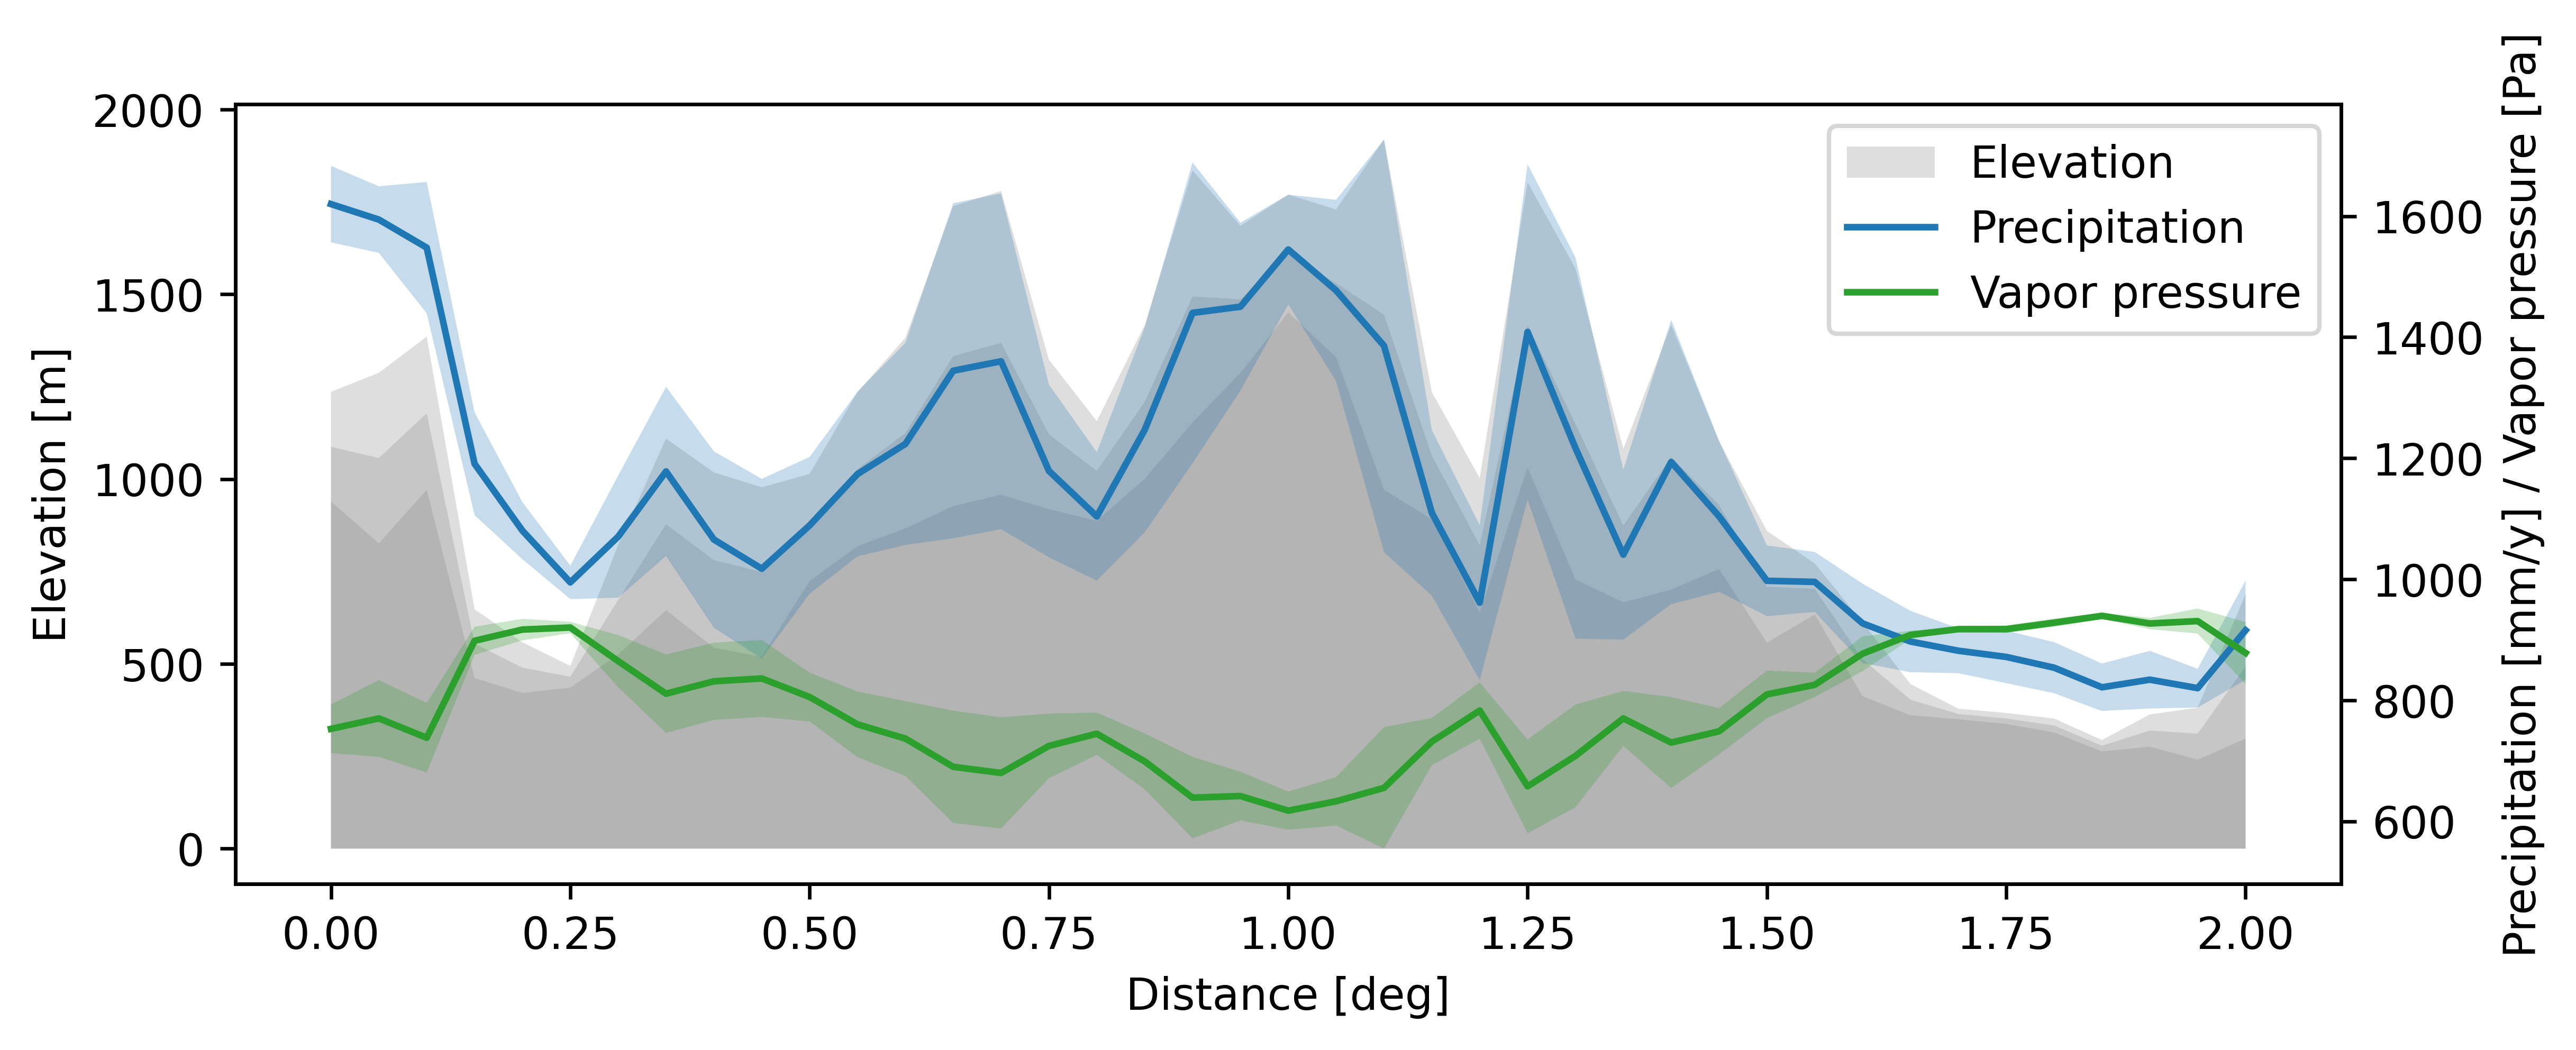 2000
1500
1000
500
0
Elevation [m]
Elevation
Precipitation
Vapor pressure
1600
1400
1200
1000
800
600
Precipitation [mm/y] / Vapor pressure [Pa]
0.00 0.25 0.50 0.75 1.00 1.25 1.50 1.75 2.00
Distance [deg]